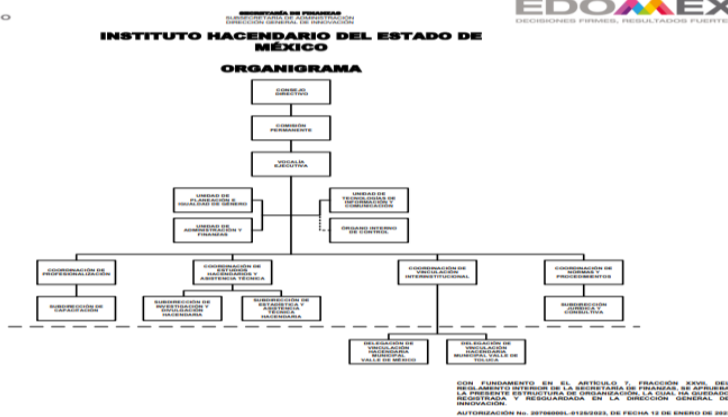 O
SECRETARÍA DE FINANZAS
SUBSECRETARÍA DE ADMINISTRACIÓN
DIRECCIÓN GENERAL DE INNOVACIÓN
EDOMEX
DECISIONES FIRMES, RESULTADOS FUERTE
INSTITUTO HACENDARIO DEL ESTADO DE
MÉXICO
ORGANIGRAMA
CONSEJO
DIRECTIVO
COMISIÓN
PERMANENTE
VOCALÍA
EJECUTIVA
UNIDAD DE
PLANEACIÓN E
IGUALDAD DE GÉNERO
UNIDAD DE
TECNOLOGÍAS DE
INFORMACIÓN Y
COMUNICACIÓN
UNIDAD DE
ADMINISTRACIÓN Y
FINANZAS
ÓRGANO INTERNO
DE CONTROL
COORDINACIÓN DE
PROFESIONALIZACIÓN
COORDINACIÓN DE
ESTUDIOS
HACENDARIOS Y
ASISTENCIA TÉCNICA
COORDINACIÓN DE
VINCULACIÓN
INTERINSTITUCIONAL
COORDINACIÓN DE
NORMAS Y
PROCEDIMIENTOS
SUBDIRECCIÓN DE
CAPACITACIÓN
SUBDIRECCIÓN DE
INVESTIGACIÓN Y
DIVULGACIÓN
HACENDARIA
SUBDIRECCIÓN DE
ESTADÍSTICA Y
ASISTENCIA
TÉCNICA
HACENDARIA
SUBDIRECCIÓN
JURÍDICA Y
CONSULTIVA
DELEGACIÓN DE
VINCULACIÓN
HACENDARIA
MUNICIPAL
VALLE DE MÉXICO
DELEGACIÓN DE
VINCULACIÓN
HACENDARIA
MUNICIPAL VALLE DE
TOLUCA
CON FUNDAMENTO EN EL ARTÍCULO 7, FRACCIÓN XXVII, DEL
REGLAMENTO INTERIOR DE LA SECRETARÍA DE FINANZAS, SE APRUEBA
LA PRESENTE ESTRUCTURA DE ORGANIZACIÓN, LA CUAL HA QUEDAD
REGISTRADA Y RESGUARDADA EN LA DIRECCIÓN GENERAL DE
INNOVACIÓN.
AUTORIZACIÓN No. DE FECHA 12 DE ENERO DE